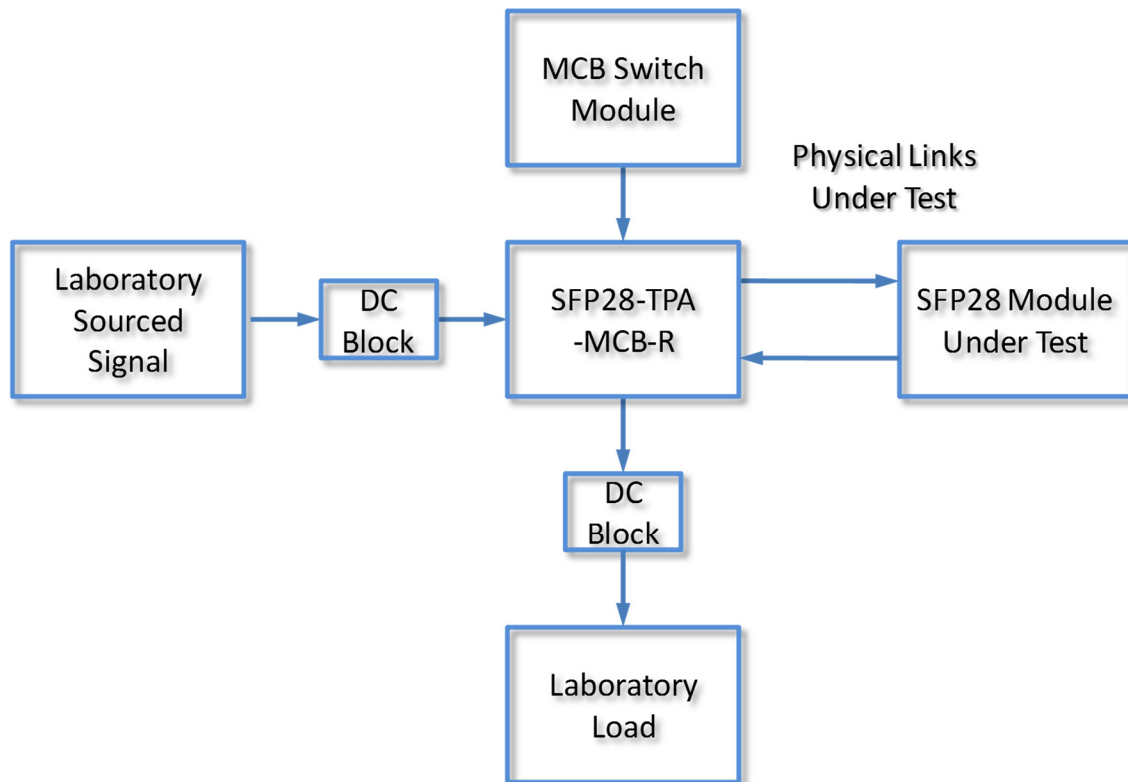 MCB Switch
Module
Physical Links
Under Test
Laboratory
Sourced
Signal
DC
Block
SFP28-TPA
-MCB-R
SFP28 Module
Under Test
DC
Block
Laboratory
Load